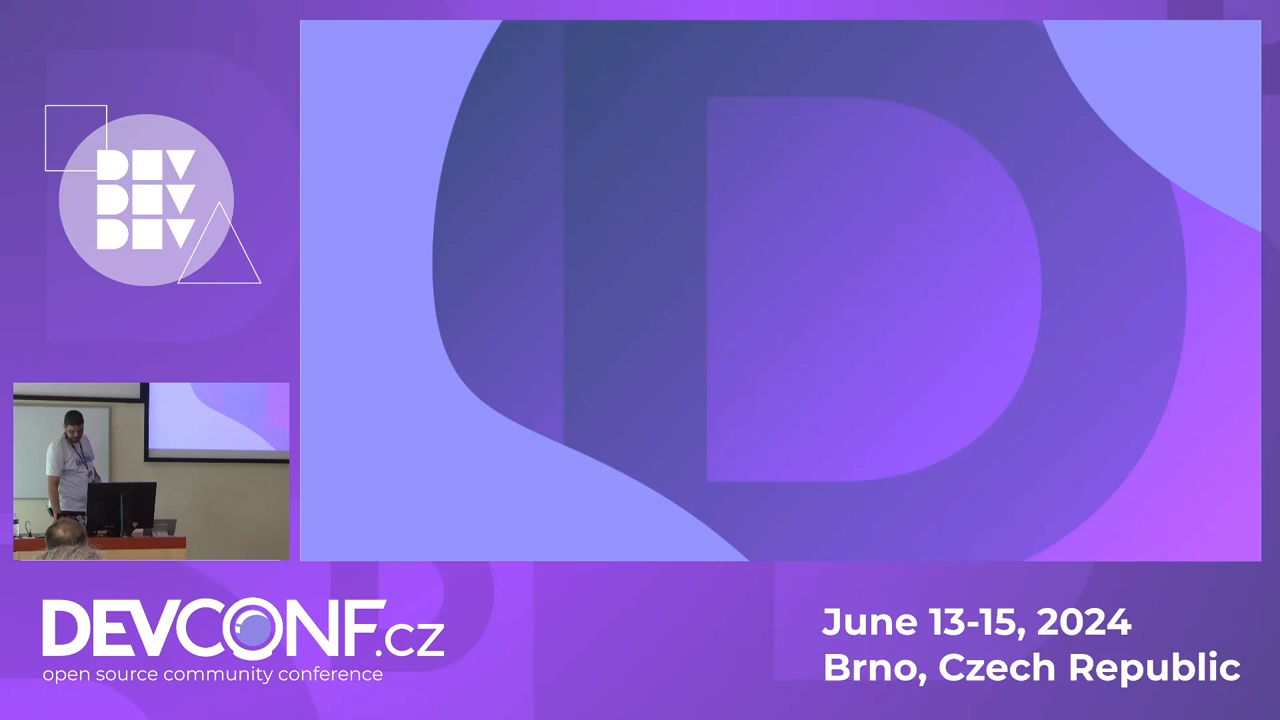 DEV
DEV
DEV
DEVCONF.cz
open source community conference
June 13-15, 2024
Brno, Czech Republic